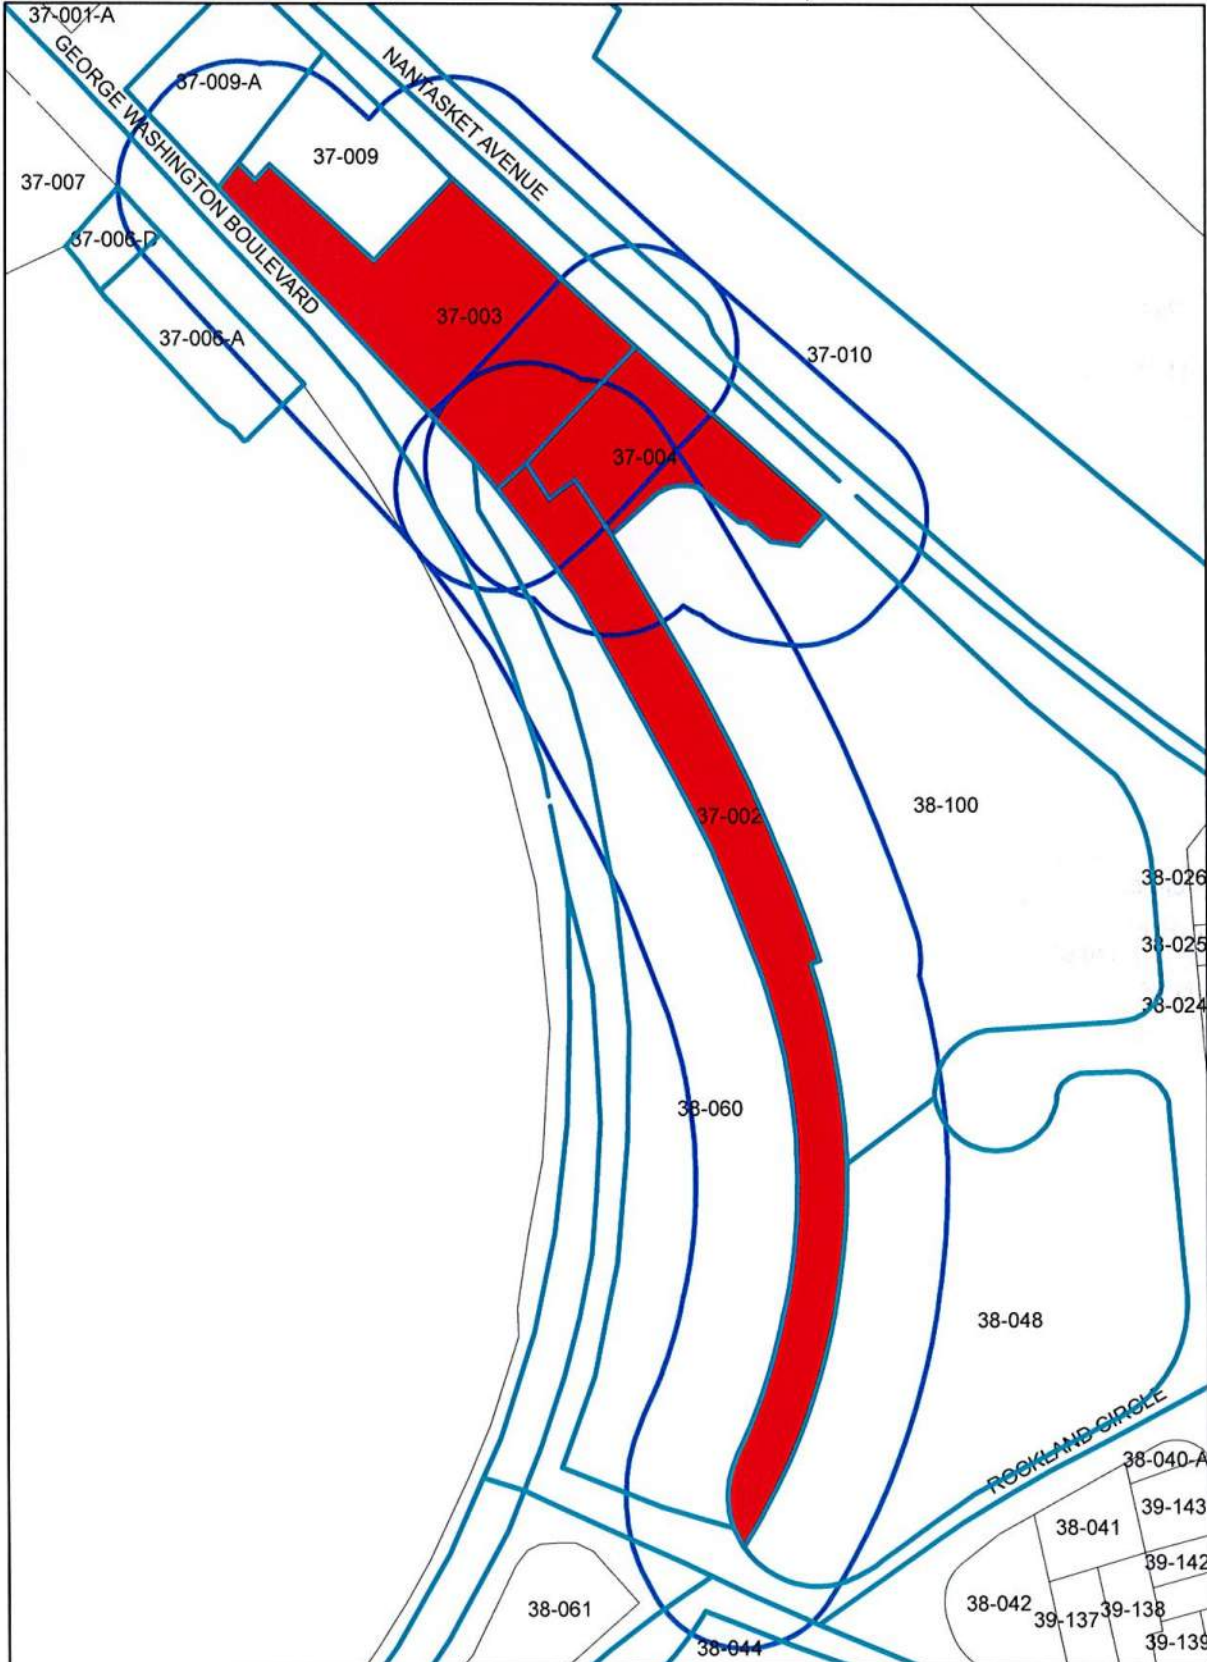 37-001-A
GEORGE WASHINGTON BOULEVARD
37-009-A
NANTASKET AVENUE
37-009
37-007
37-006-D
37-003
37-006-A
37-010
37-004
37-002
38-100
38-026
38-025
38-024
38-060
38-048
ROCKLAND CIRCLE
38-040-A
39-143
38-041
39-142
38-042
39-137
39-138
38-061
39-139
38-044